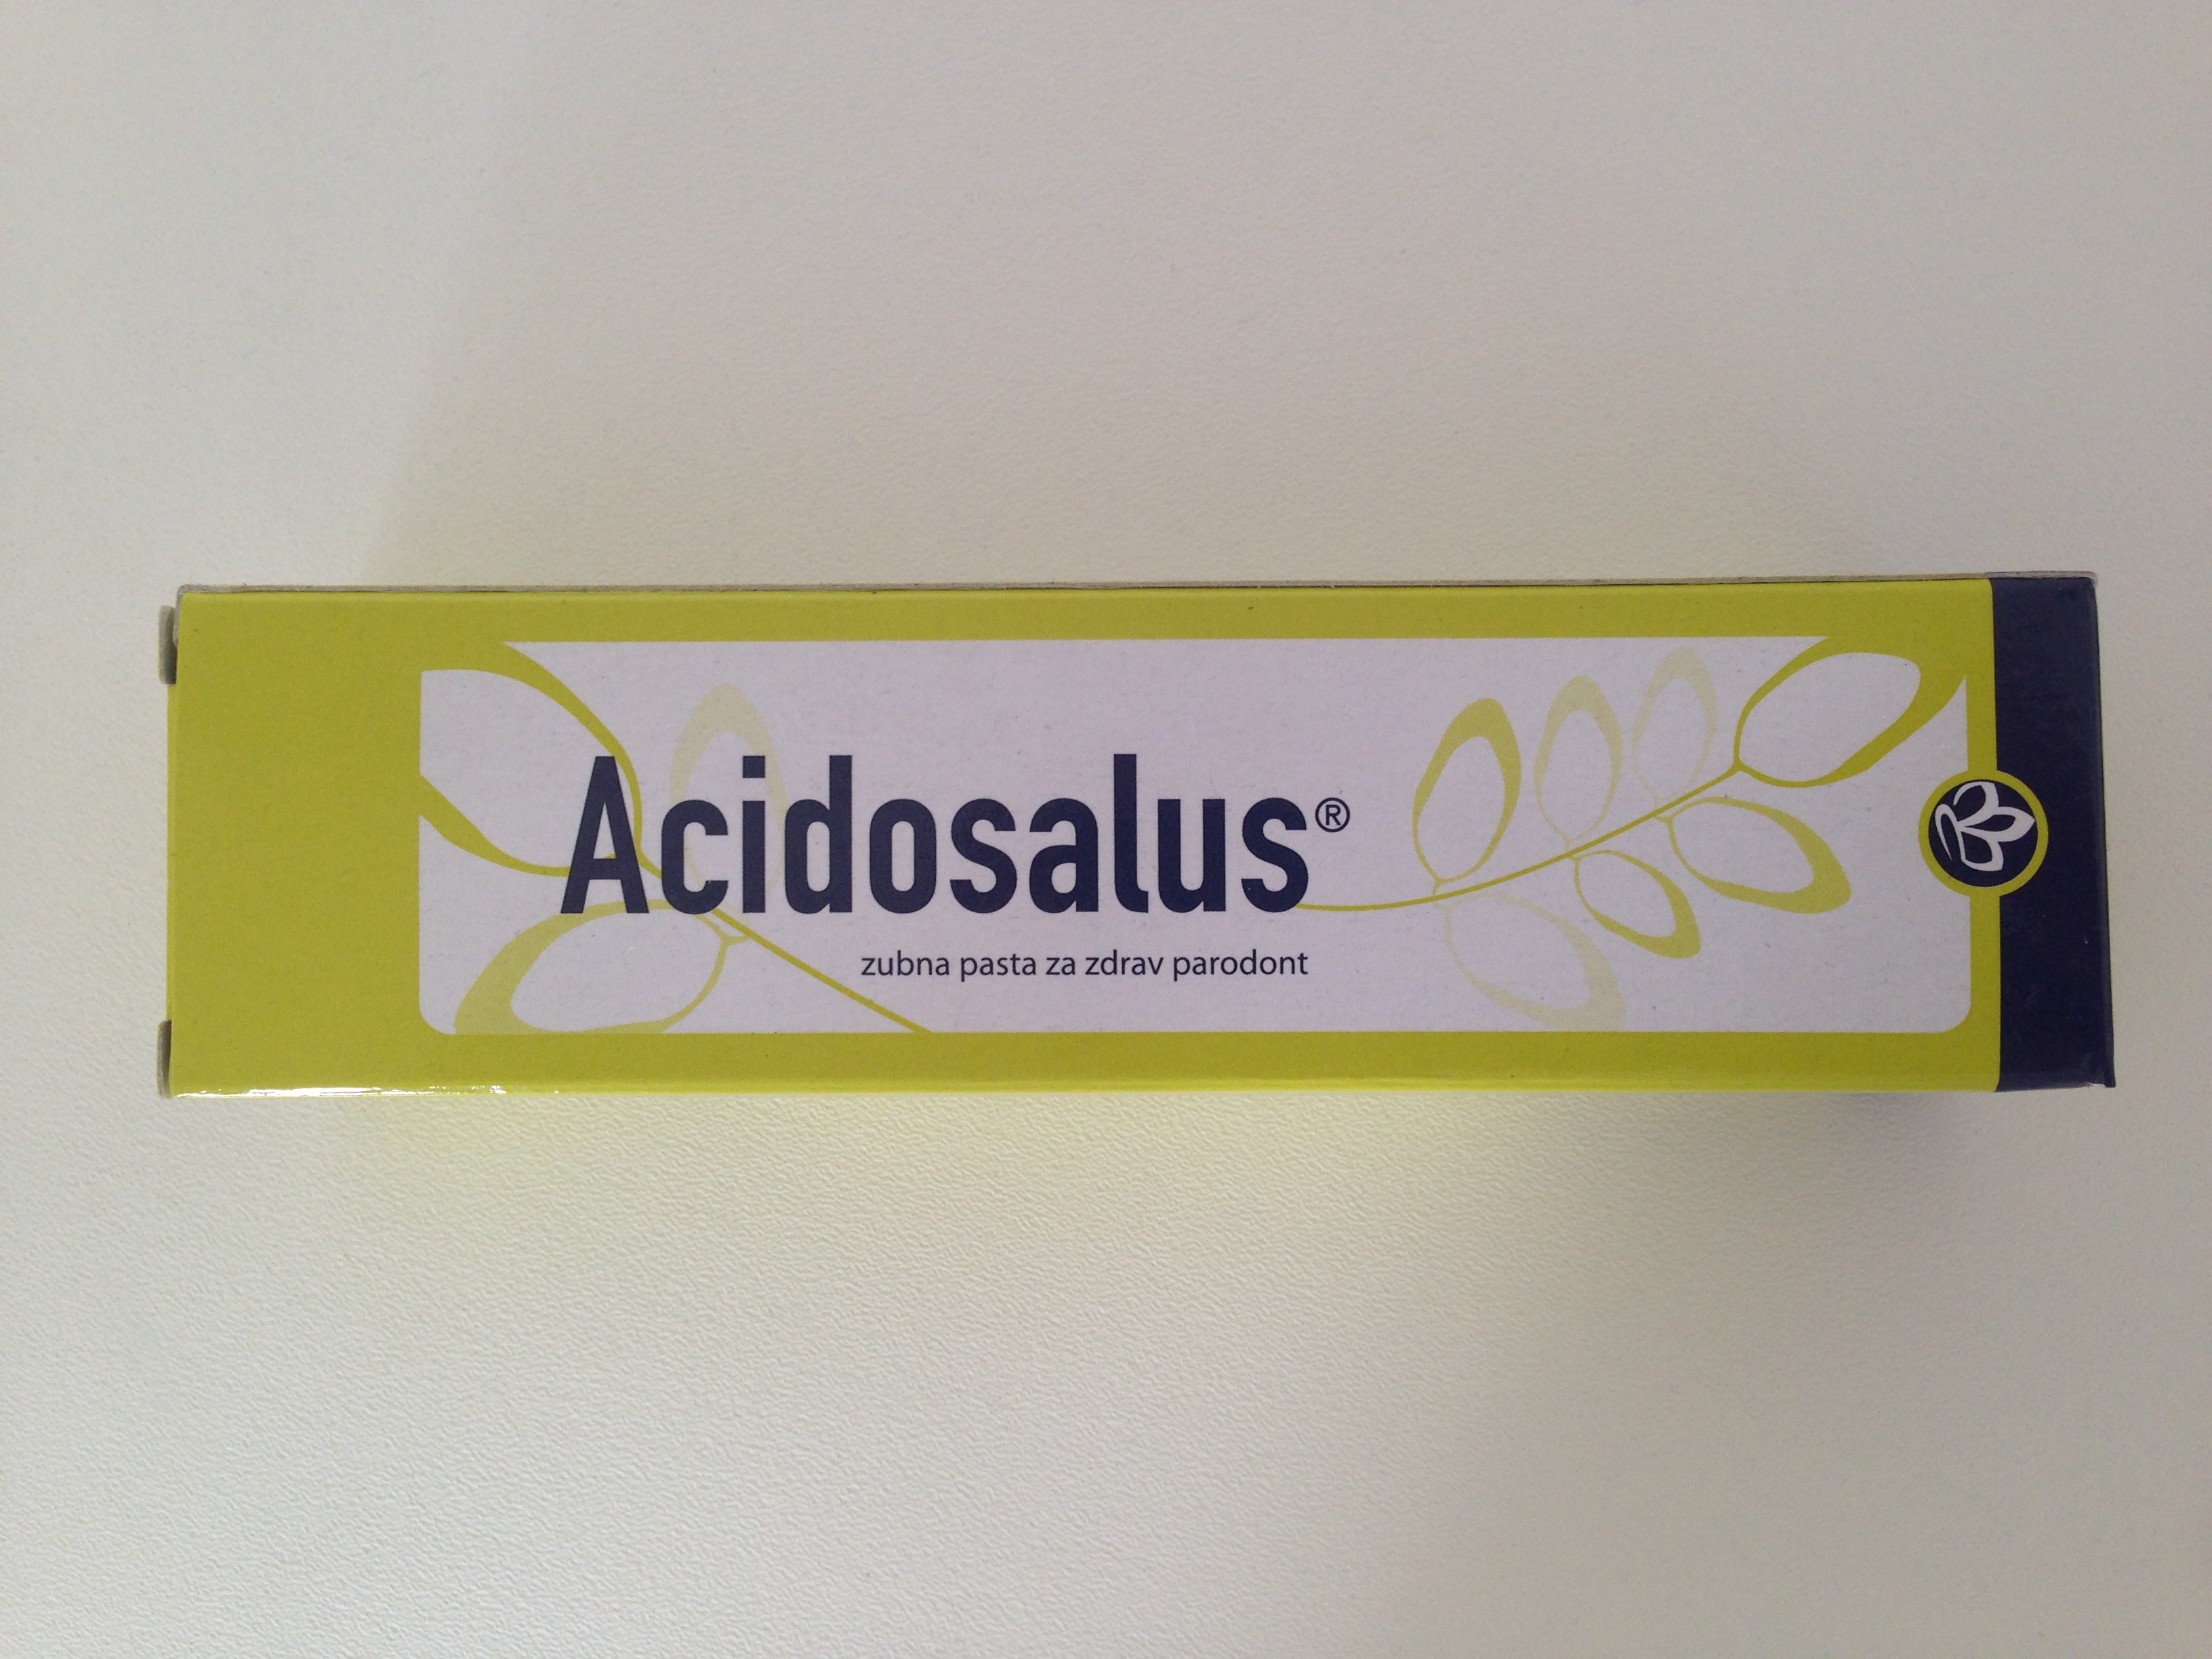 Acidosalus®
zubna pasta za zdrav parodont